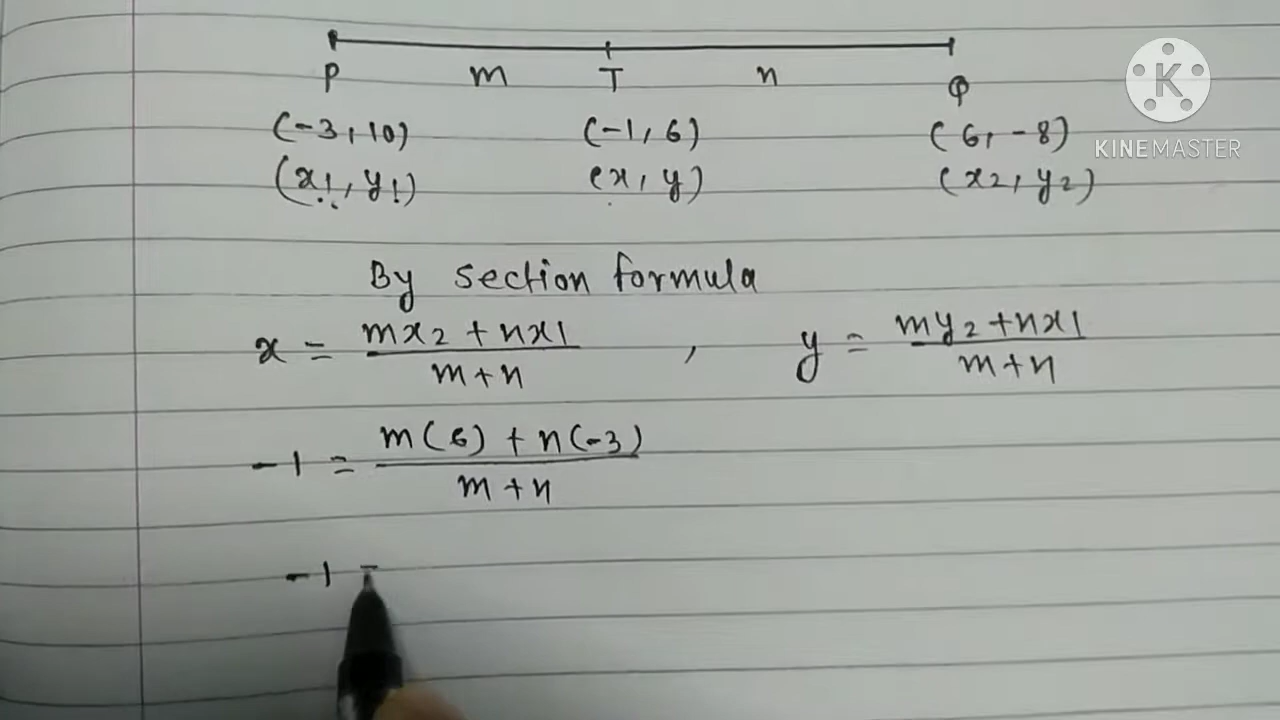 P m T n Q
(-3, 10) (-1, 6) (6, -8)
KINEMASTER
(x1, y1) (x, y) (x2, y2)
By section formula
x = mx2 + nx1 / m+n , y = my2 + nx1 / m+n
-1 = m(6) + n(-3) / m+n
-1 =